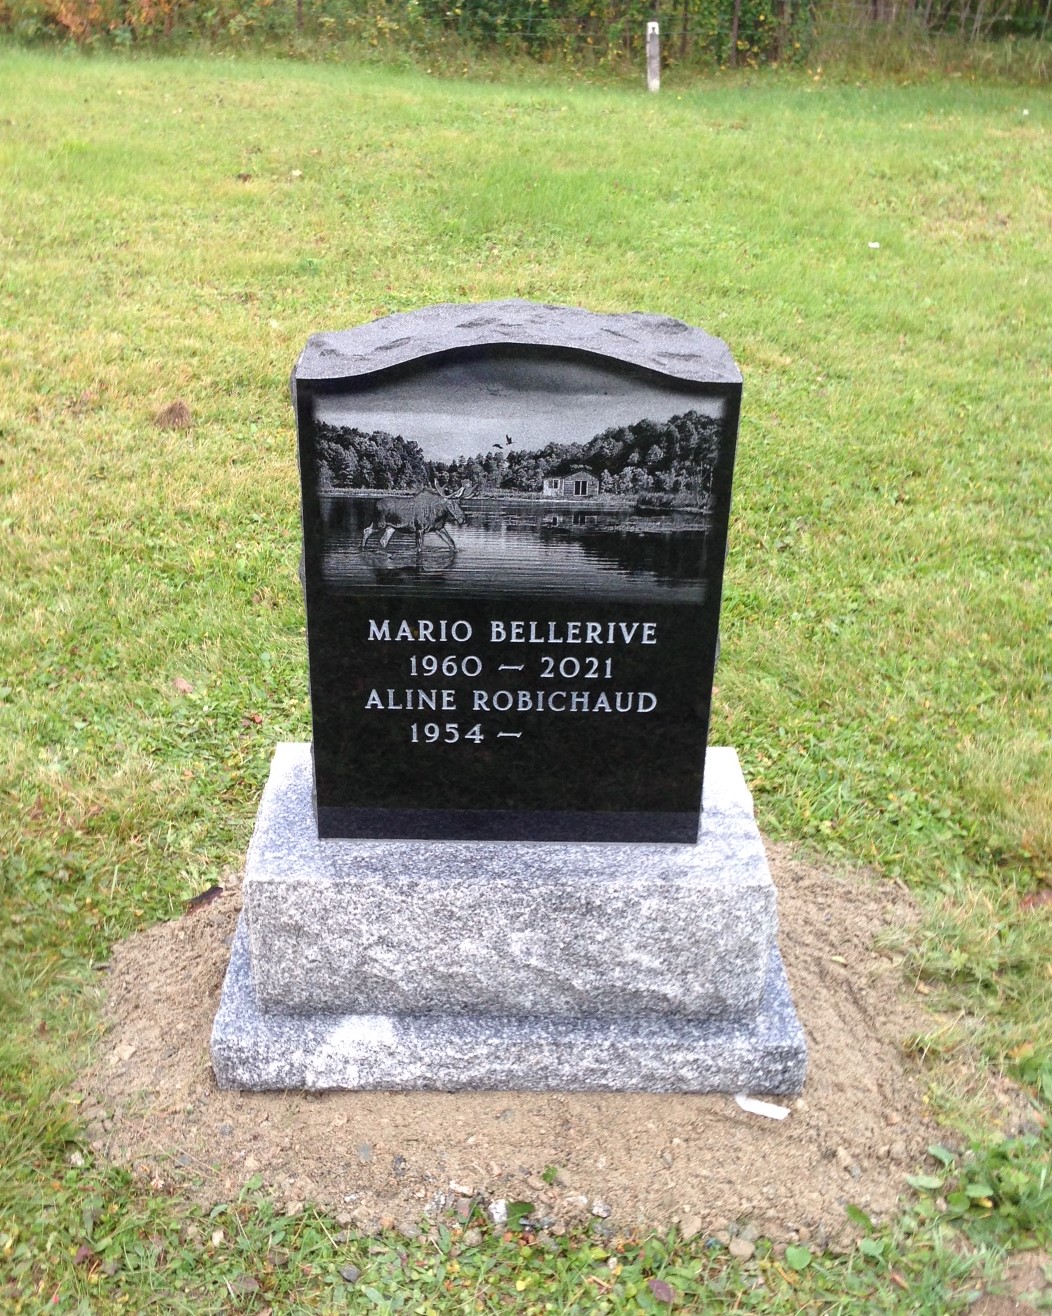 MARIO BELLERIVE
1960 — 2021
ALINE ROBICHAUD
1954 —